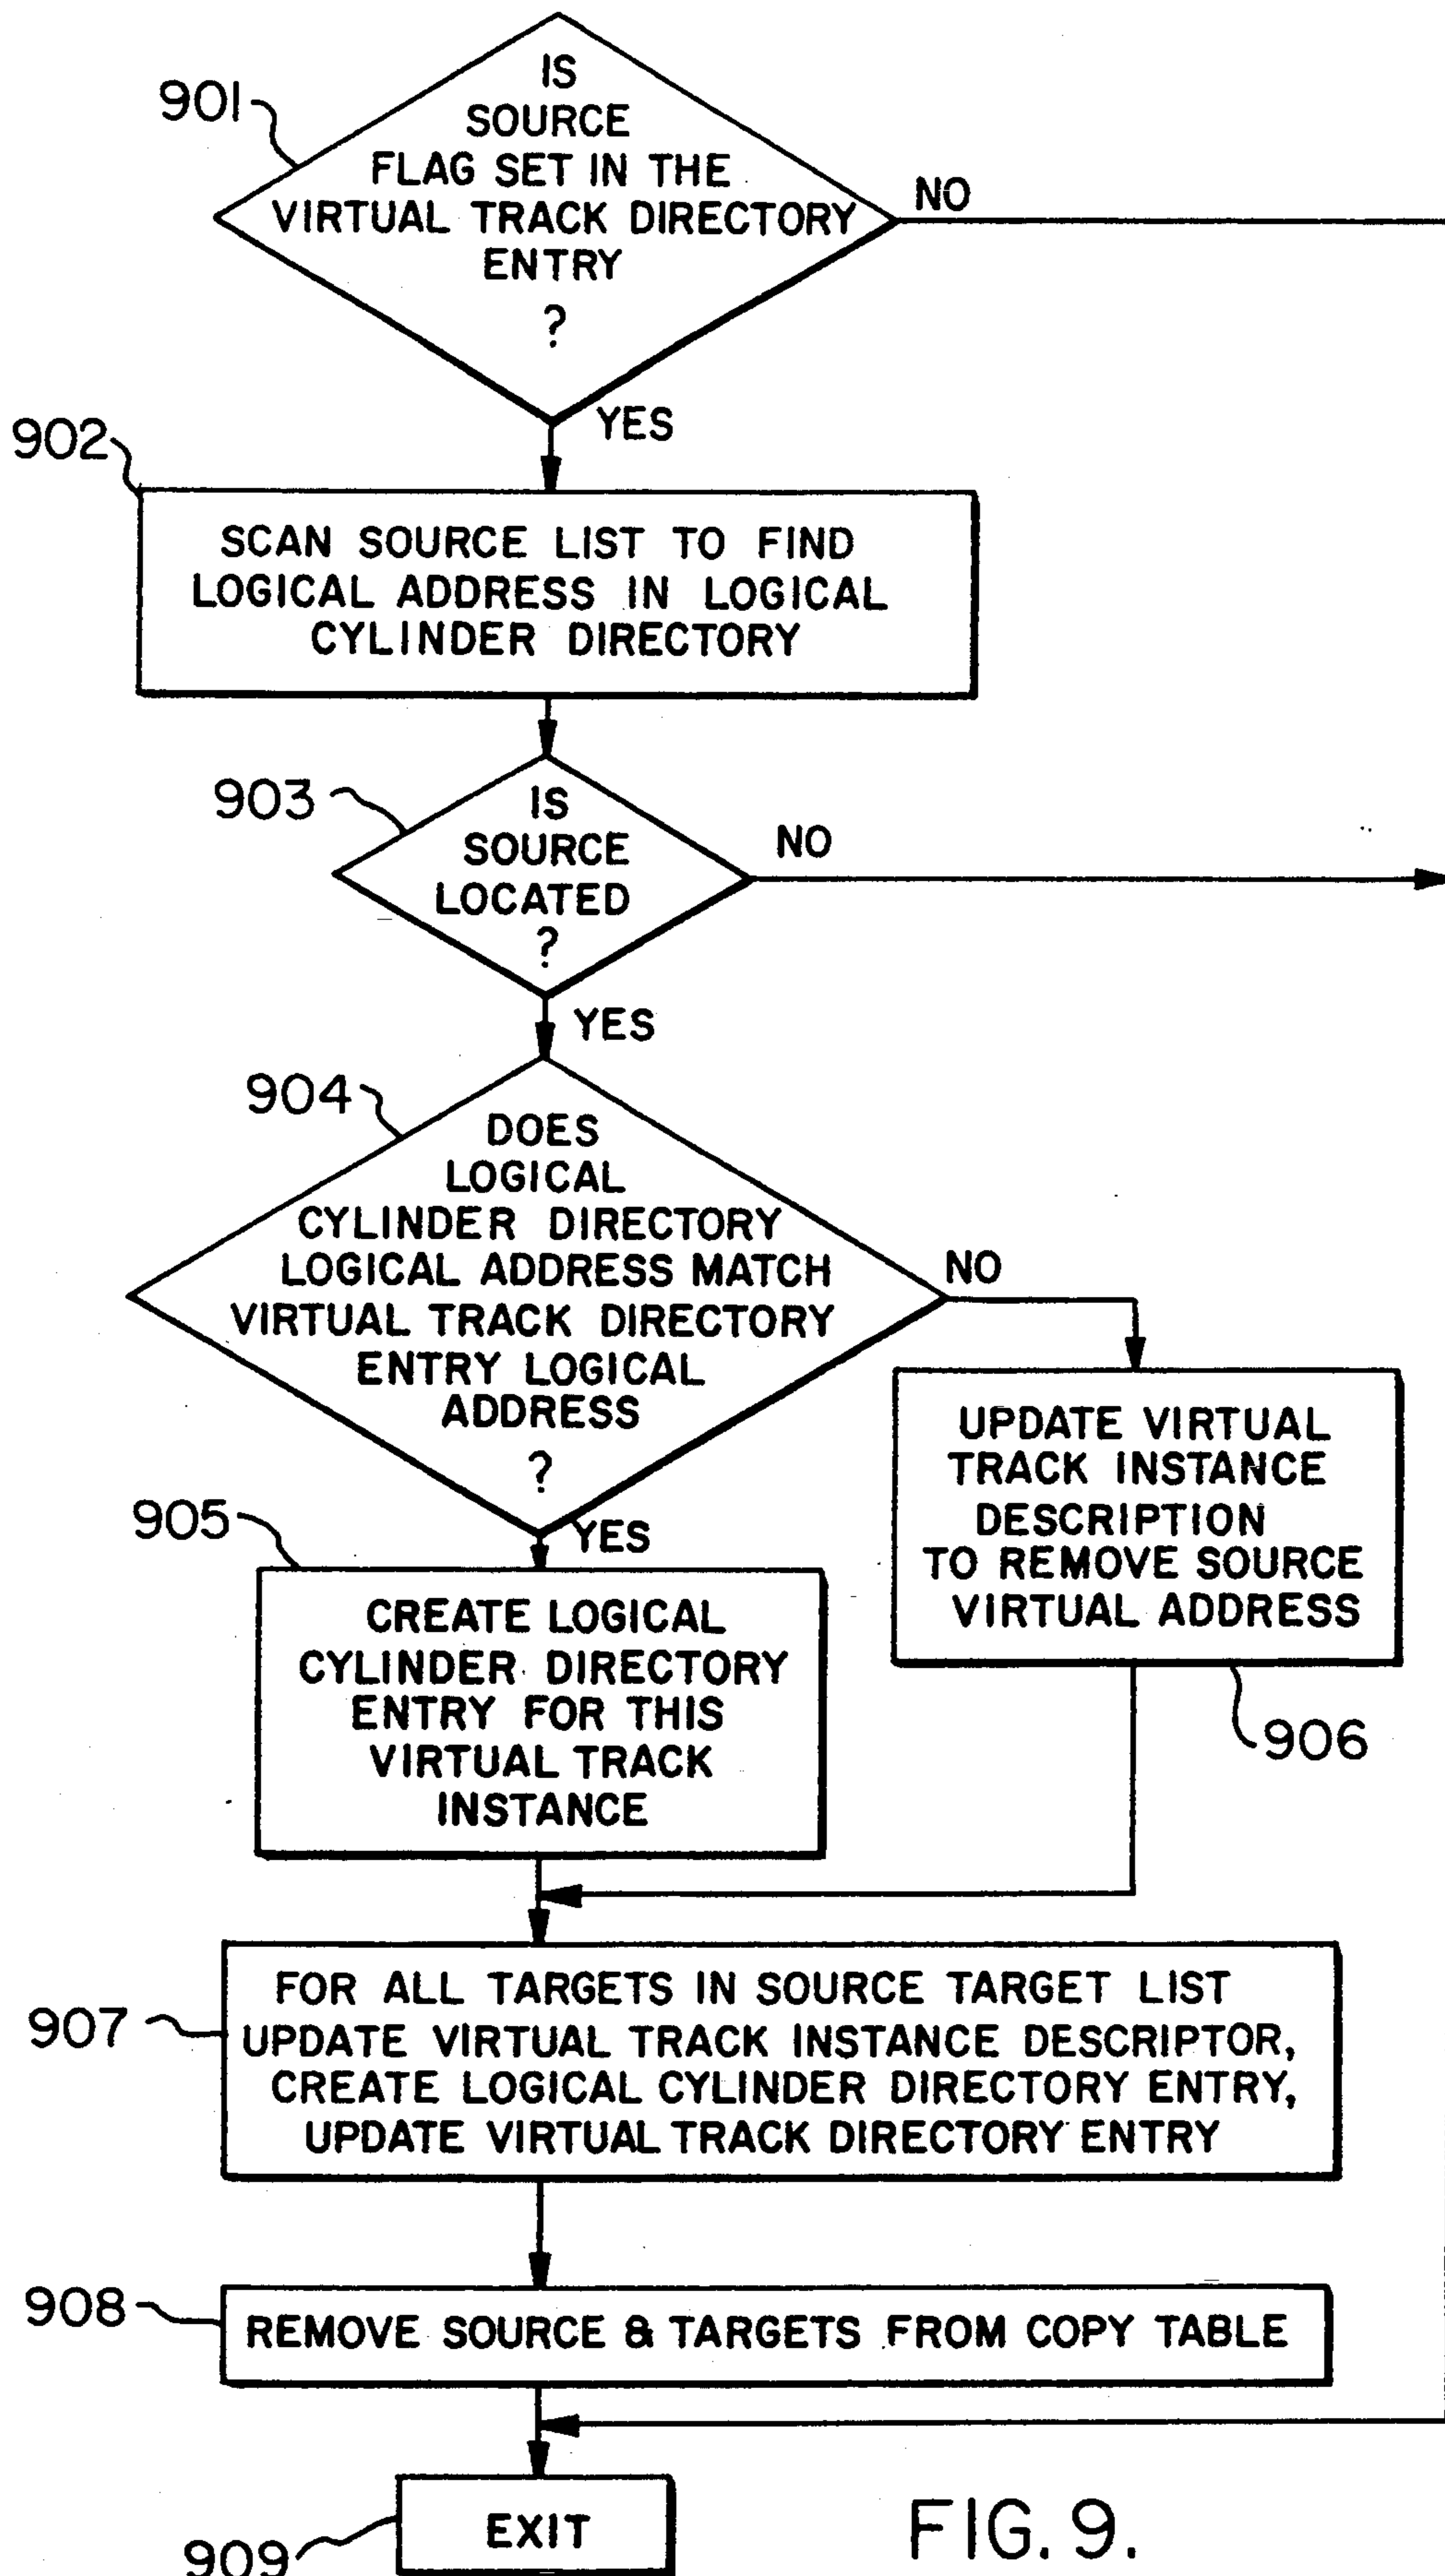 901
IS
SOURCE
FLAG SET IN THE
VIRTUAL TRACK DIRECTORY
ENTRY
?
NO
YES
902
SCAN SOURCE LIST TO FIND
LOGICAL ADDRESS IN LOGICAL
CYLINDER DIRECTORY
903
IS
SOURCE
LOCATED
?
NO
YES
904
DOES
LOGICAL
CYLINDER DIRECTORY
LOGICAL ADDRESS MATCH
VIRTUAL TRACK DIRECTORY
ENTRY LOGICAL
ADDRESS
?
NO
YES
905
CREATE LOGICAL
CYLINDER DIRECTORY
ENTRY FOR THIS
VIRTUAL TRACK
INSTANCE
UPDATE VIRTUAL
TRACK INSTANCE
DESCRIPTION
TO REMOVE SOURCE
VIRTUAL ADDRESS
906
907
FOR ALL TARGETS IN SOURCE TARGET LIST
UPDATE VIRTUAL TRACK INSTANCE DESCRIPTOR,
CREATE LOGICAL CYLINDER DIRECTORY ENTRY,
UPDATE VIRTUAL TRACK DIRECTORY ENTRY
908
REMOVE SOURCE & TARGETS FROM COPY TABLE
909
EXIT
FIG. 9.